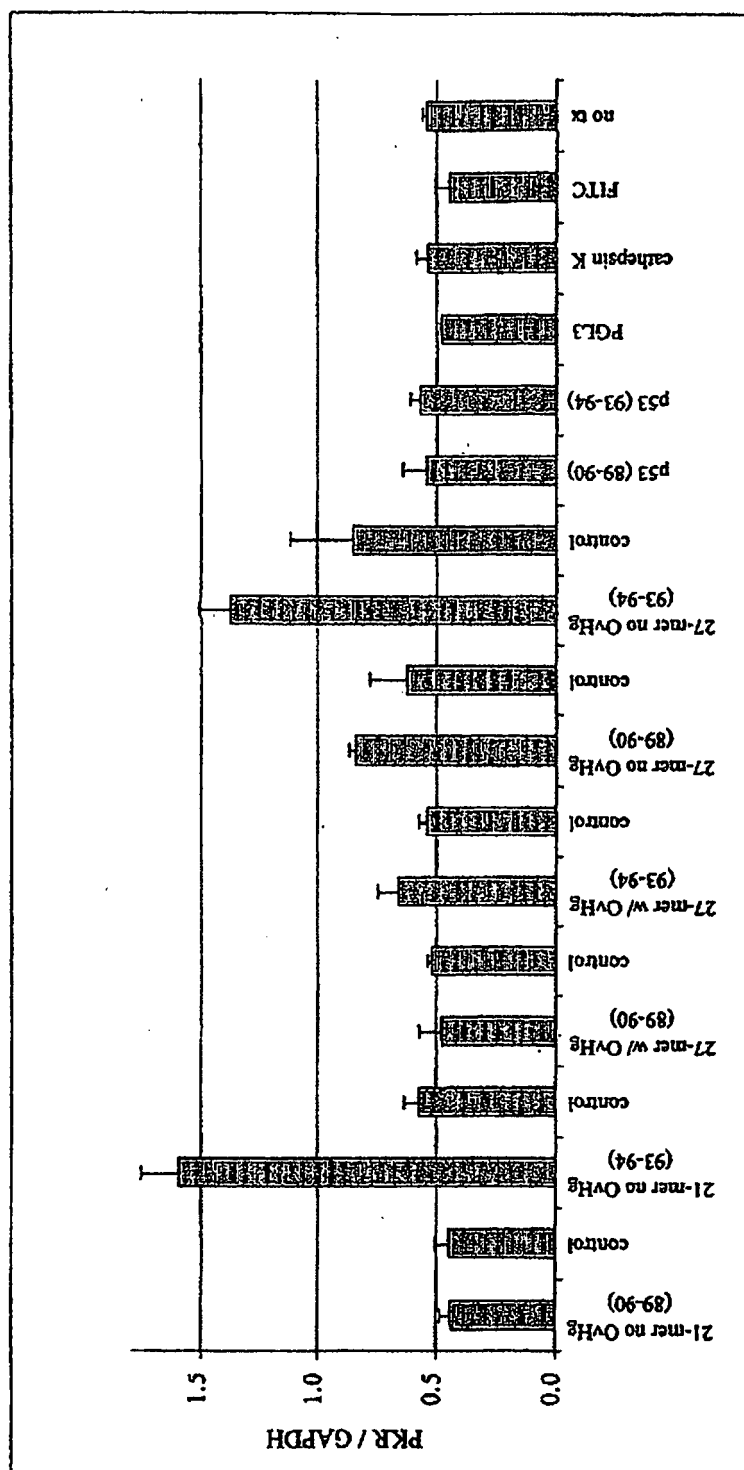 PKR / GAPDH
1.5
1.0
0.5
0.0
21-mer no OvHg
(89-90)
control
21-mer no OvHg
(93-94)
control
27-mer w/ OvHg
(89-90)
control
27-mer w/ OvHg
(93-94)
control
27-mer no OvHg
(89-90)
control
27-mer no OvHg
(93-94)
control
p53 (89-90)
p53 (93-94)
PGL3
cathepsin K
FITC
no tx